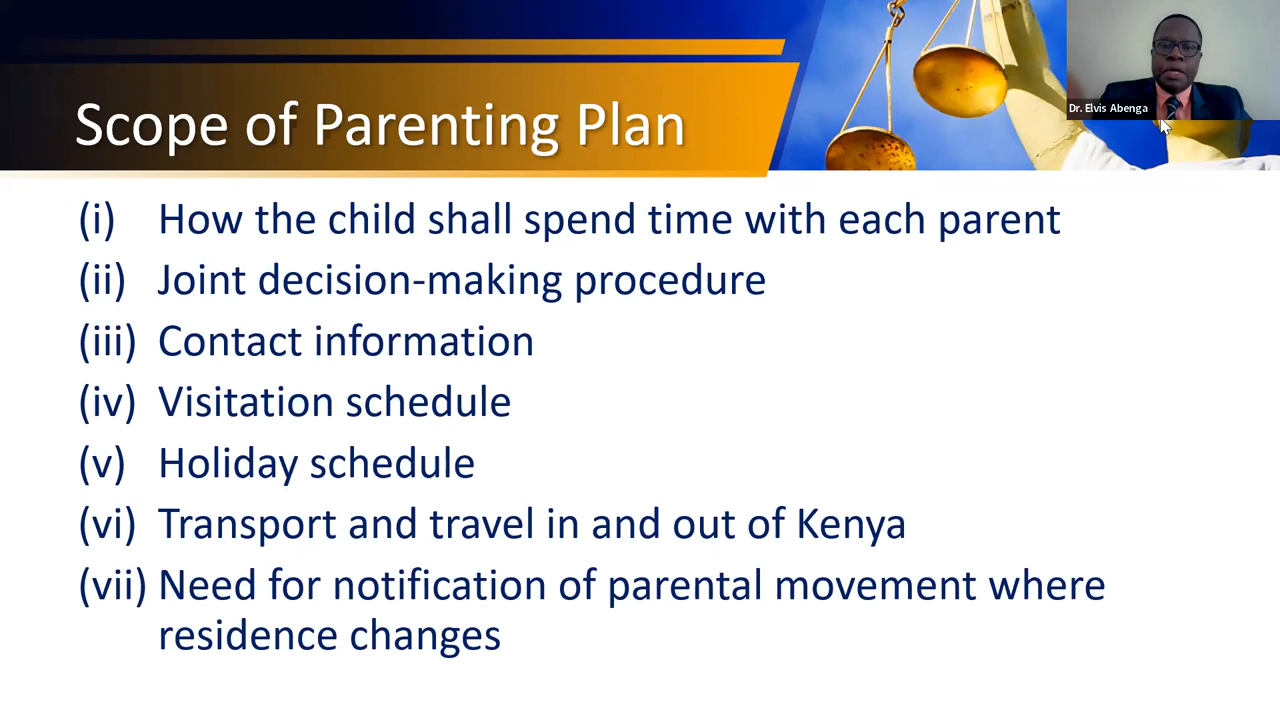 Dr. Elvis Abenga
Scope of Parenting Plan
(i) How the child shall spend time with each parent
(ii) Joint decision-making procedure
(iii) Contact information
(iv) Visitation schedule
(v) Holiday schedule
(vi) Transport and travel in and out of Kenya
(vii) Need for notification of parental movement where
residence changes